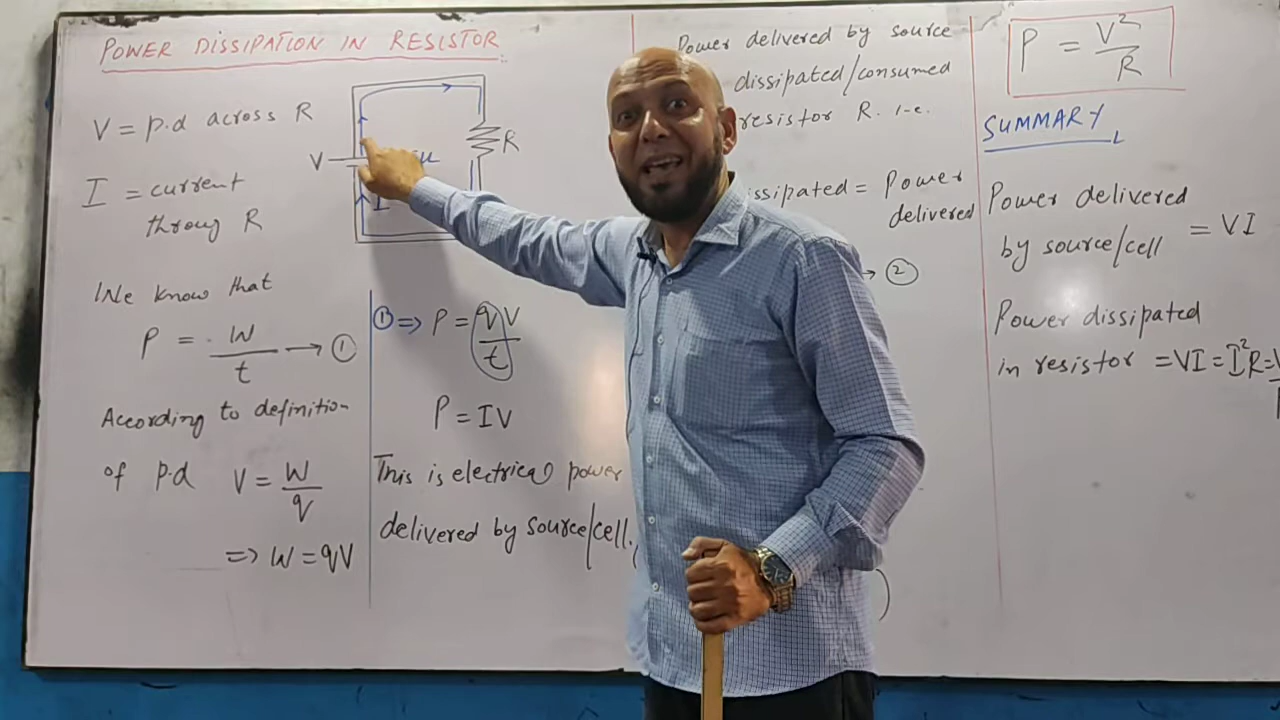 POWER DISSIPATION IN RESISTOR
V = p.d across R
I = current
throug R
V
R
I
We know that
P = W/t → ①
According to definition
of p.d V = W/q
=> W = qV
① => P = qV/t
P = IV
This is electrical power
delivered by source/cell.
Power delivered by source
dissipated/consumed
resistor R. i.e.
dissipated = Power
delivered
→ ②
P = V²/R
SUMMARY
Power delivered
by source/cell = VI
Power dissipated
in resistor = VI = I²R =